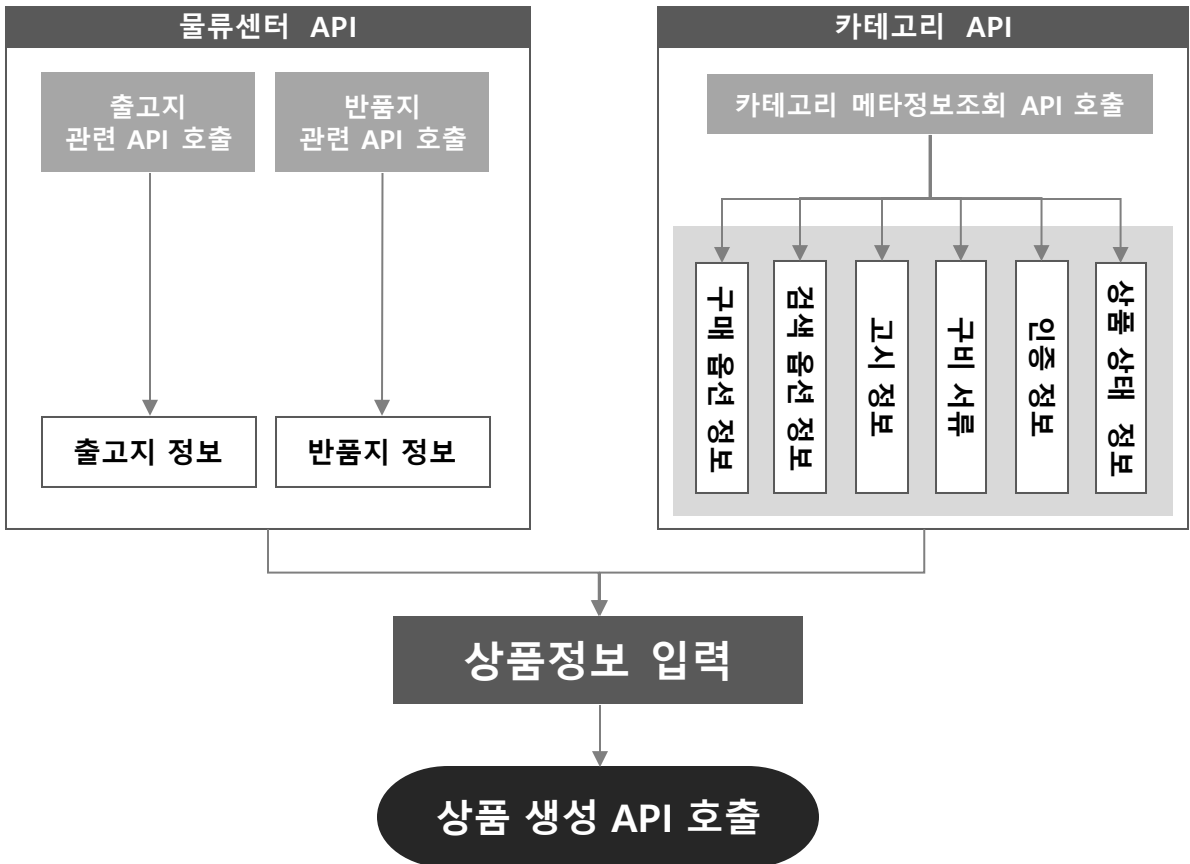 물류센터 API
출고지
관련 API 호출
반품지
관련 API 호출
출고지 정보
반품지 정보
카테고리 API
카테고리 메타정보조회 API 호출
구매 옵션 정보
검색 옵션 정보
고시 정보
구비 서류
인증 정보
상품 상태 정보
상품정보 입력
상품 생성 API 호출